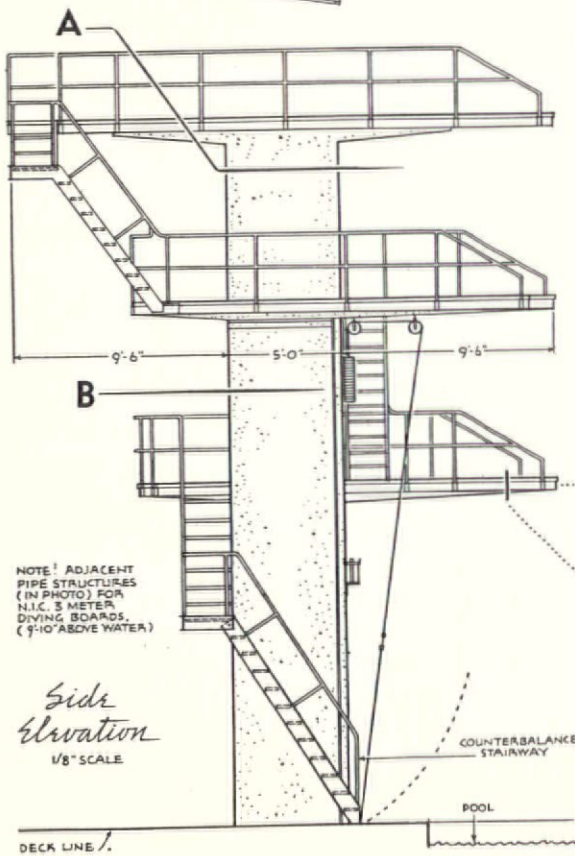 A
9'-6"
5'-0"
9'-6"
B
NOTE! ADJACENT
PIPE STRUCTURES
(IN PHOTO) FOR
N.I.C. 3 METER
DIVING BOARDS.
(9'-10" ABOVE WATER)
Side
Elevation
1/8" SCALE
COUNTERBALANCE
STAIRWAY
POOL
DECK LINE